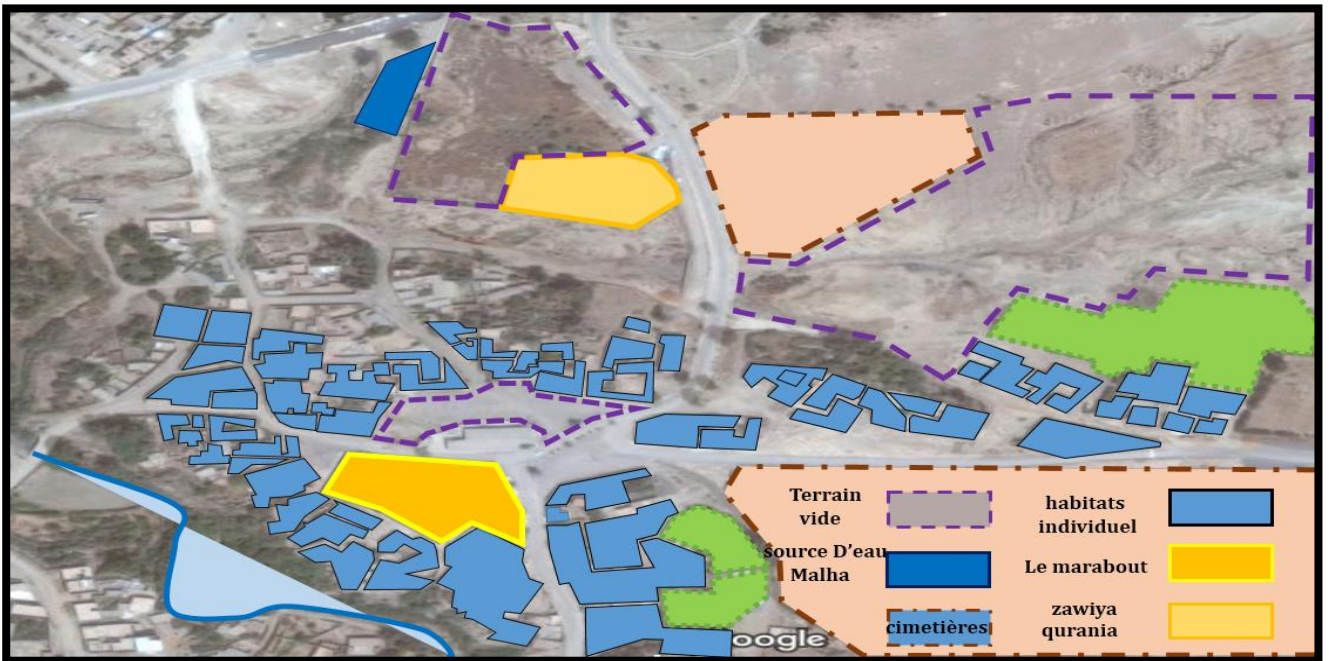 Terrain
vide
habitats
individuel
source D'eau
Malha
Le marabout
cimetières
zawiya
qurania
oogle